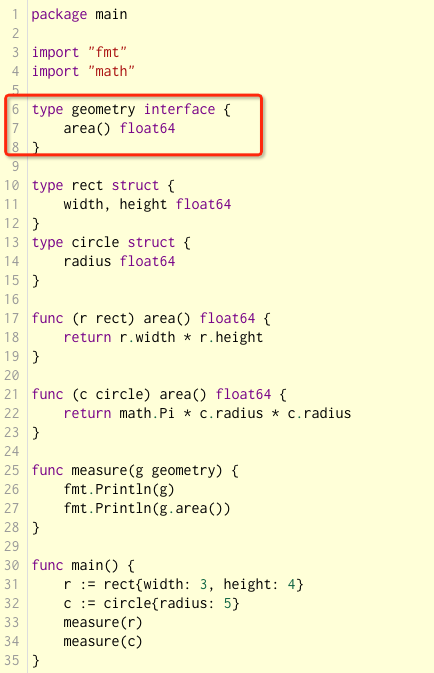 1 package main
2
3 import "fmt"
4 import "math"
5
6 type geometry interface {
7     area() float64
8 }
9
10 type rect struct {
11     width, height float64
12 }
13 type circle struct {
14     radius float64
15 }
16
17 func (r rect) area() float64 {
18     return r.width * r.height
19 }
20
21 func (c circle) area() float64 {
22     return math.Pi * c.radius * c.radius
23 }
24
25 func measure(g geometry) {
26     fmt.Println(g)
27     fmt.Println(g.area())
28 }
29
30 func main() {
31     r := rect{width: 3, height: 4}
32     c := circle{radius: 5}
33     measure(r)
34     measure(c)
35 }